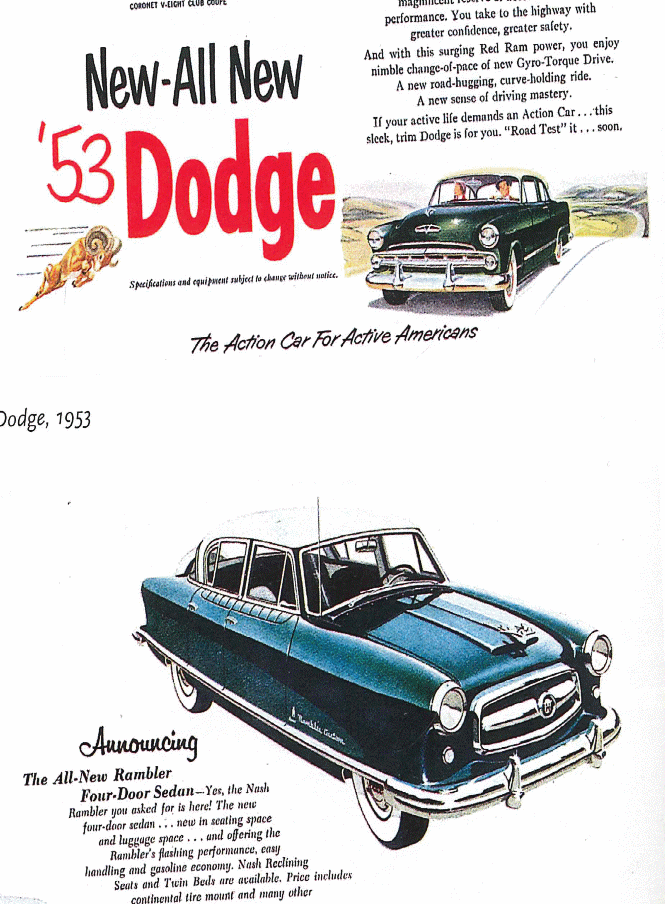 CORONET V-EIGHT CLUB COUPE
New-All New
'53 Dodge
Specifications and equipment subject to change without notice.
performance. You take to the highway with
greater confidence, greater safety.
And with this surging Red Ram power, you enjoy
nimble change-of-pace of new Gyro-Torque Drive.
A new road-hugging, curve-holding ride.
A new sense of driving mastery.
If your active life demands an Action Car...this
sleek, trim Dodge is for you. "Road Test" it ... soon.
The Action Car For Active Americans
Dodge, 1953
Rambler Custom
Announcing
The All-New Rambler
Four-Door Sedan—Yes, the Nash
Rambler you asked for is here! The new
four-door sedan ... new in seating space
and luggage space ... and offering the
Rambler's flashing performance, easy
handling and gasoline economy. Nash Reclining
Seats and Twin Beds are available. Price includes
continental tire mount and many other